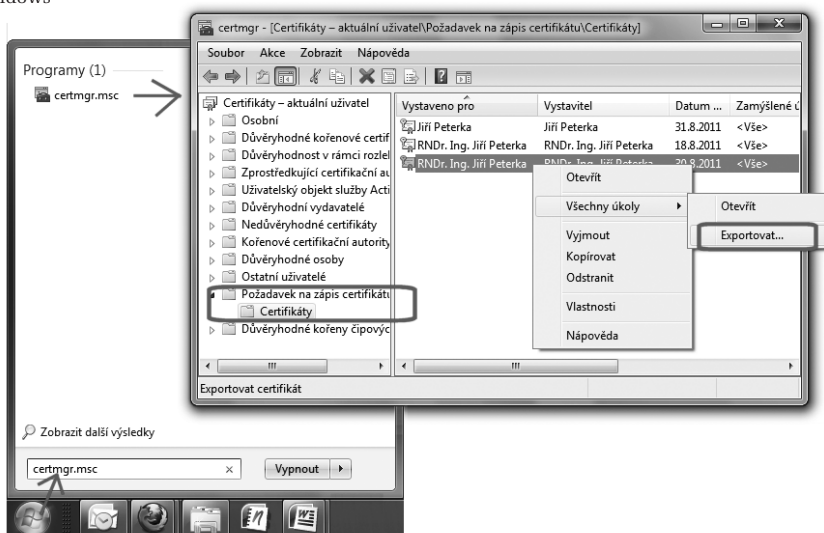 certmgr - [Certifikáty – aktuální uživatel\Požadavek na zápis certifikátu\Certifikáty]
Soubor Akce Zobrazit Nápověda
Programy (1)
certmgr.msc
Certifikáty – aktuální uživatel
Osobní
Důvěryhodné kořenové certif
Důvěryhodnost v rámci rozlel
Zprostředkující certifikační au
Uživatelský objekt služby Acti
Důvěryhodní vydavatelé
Nedůvěryhodné certifikáty
Kořenové certifikační autority
Důvěryhodné osoby
Ostatní uživatelé
Požadavek na zápis certifikátu
Certifikáty
Důvěryhodné kořeny čipovýc
Vystaveno pro Vystavitel Datum ... Zamýšlené ú
Jiří Peterka Jiří Peterka 31.8.2011 <Vše>
RNDr. Ing. Jiří Peterka RNDr. Ing. Jiří Peterka 18.8.2011 <Vše>
RNDr. Ing. Jiří Peterka RNDr. Ing. Jiří Peterka 30.8.2011 <Vše>
Otevřít
Všechny úkoly
Vyjmout
Kopírovat
Odstranit
Vlastnosti
Nápověda
Otevřít
Exportovat...
Exportovat certifikát
Zobrazit další výsledky
certmgr.msc
Vypnout